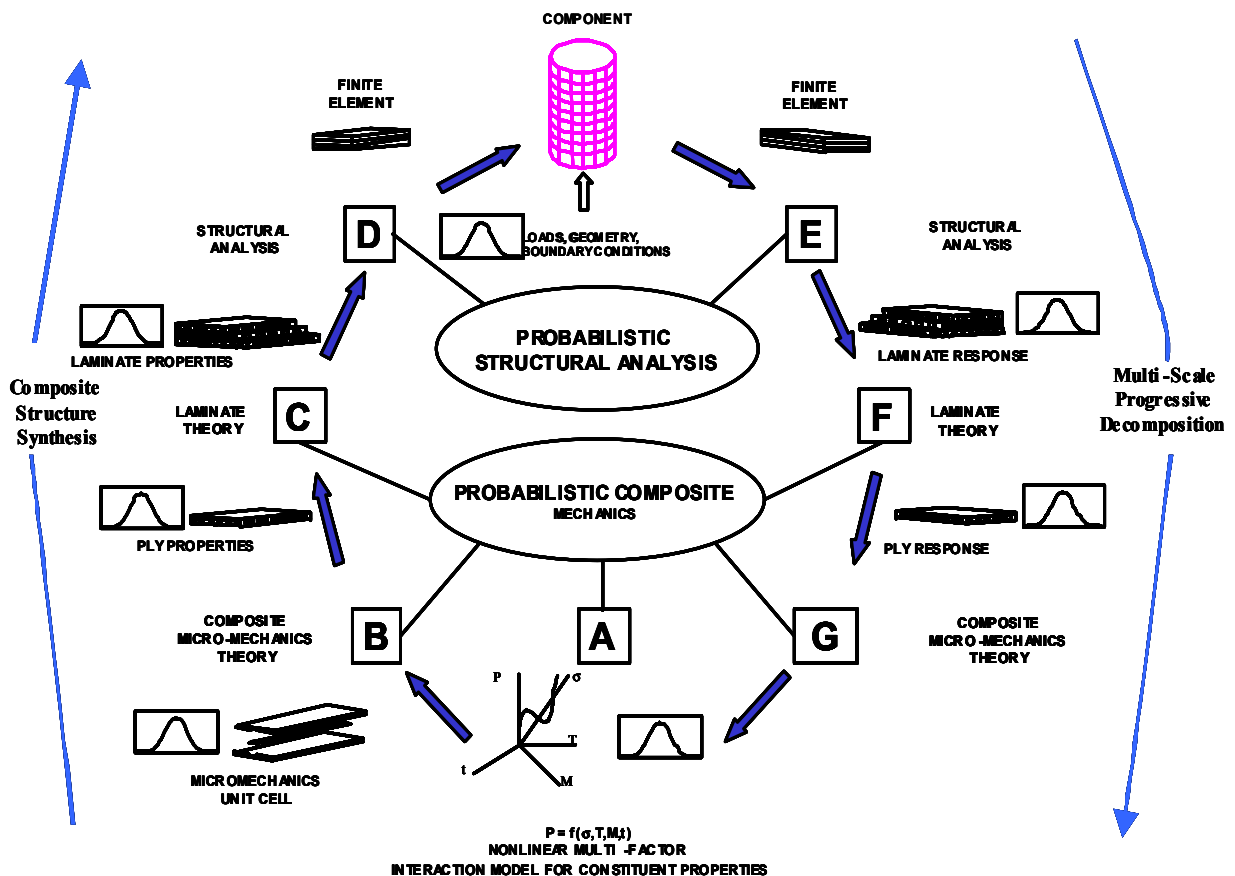 COMPONENT
FINITE
ELEMENT
FINITE
ELEMENT
D
E
STRUCTURAL
ANALYSIS
LOADS, GEOMETRY,
BOUNDARY CONDITIONS
STRUCTURAL
ANALYSIS
PROBABILISTIC
STRUCTURAL ANALYSIS
LAMINATE PROPERTIES
LAMINATE RESPONSE
Composite
Structure
Synthesis
Multi-Scale
Progressive
Decomposition
LAMINATE
THEORY
C
F
LAMINATE
THEORY
PROBABILISTIC COMPOSITE
MECHANICS
PLY PROPERTIES
PLY RESPONSE
COMPOSITE
MICRO-MECHANICS
THEORY
B
A
G
COMPOSITE
MICRO-MECHANICS
THEORY
P
σ
T
t
M
MICROMECHANICS
UNIT CELL
P = f(σ,T,M,t)
NONLINEAR MULTI-FACTOR
INTERACTION MODEL FOR CONSTITUENT PROPERTIES